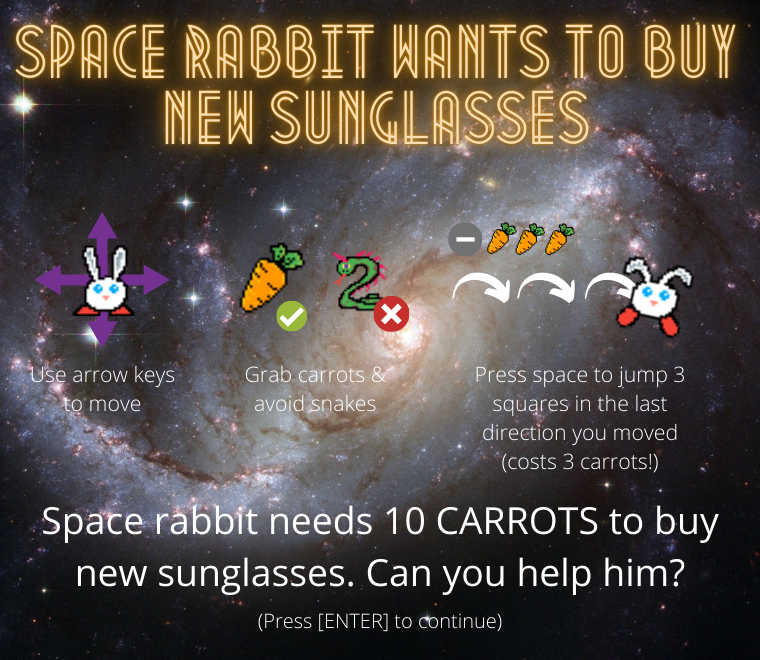 SPACE RABBIT WANTS TO BUY
NEW SUNGLASSES
Use arrow keys
to move
Grab carrots &
avoid snakes
Press space to jump 3
squares in the last
direction you moved
(costs 3 carrots!)
Space rabbit needs 10 CARROTS to buy
new sunglasses. Can you help him?
(Press [ENTER] to continue)